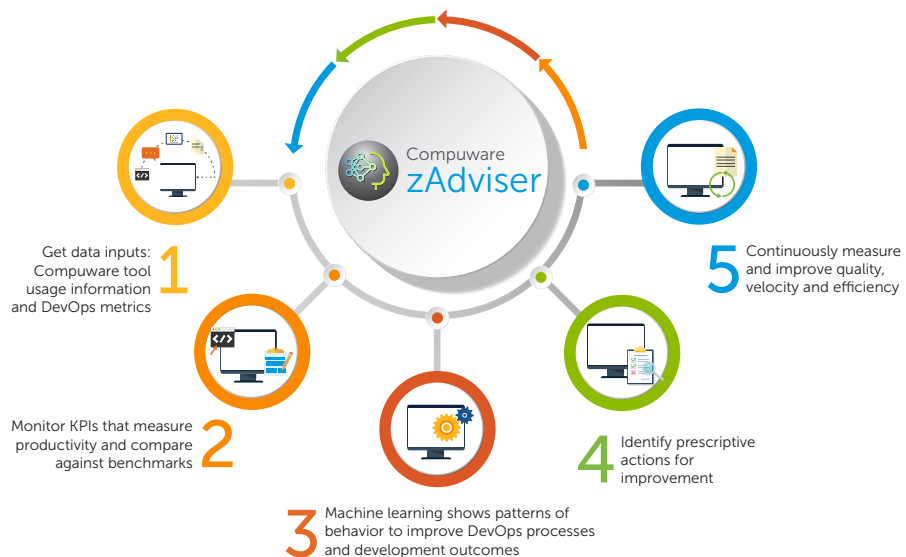 Compuware
zAdviser
1
Get data inputs:
Compuware tool
usage information
and DevOps metrics
2
Monitor KPIs that measure
productivity and compare
against benchmarks
3
Machine learning shows patterns of
behavior to improve DevOps processes
and development outcomes
4
Identify prescriptive
actions for
improvement
5
Continuously measure
and improve quality,
velocity and efficiency